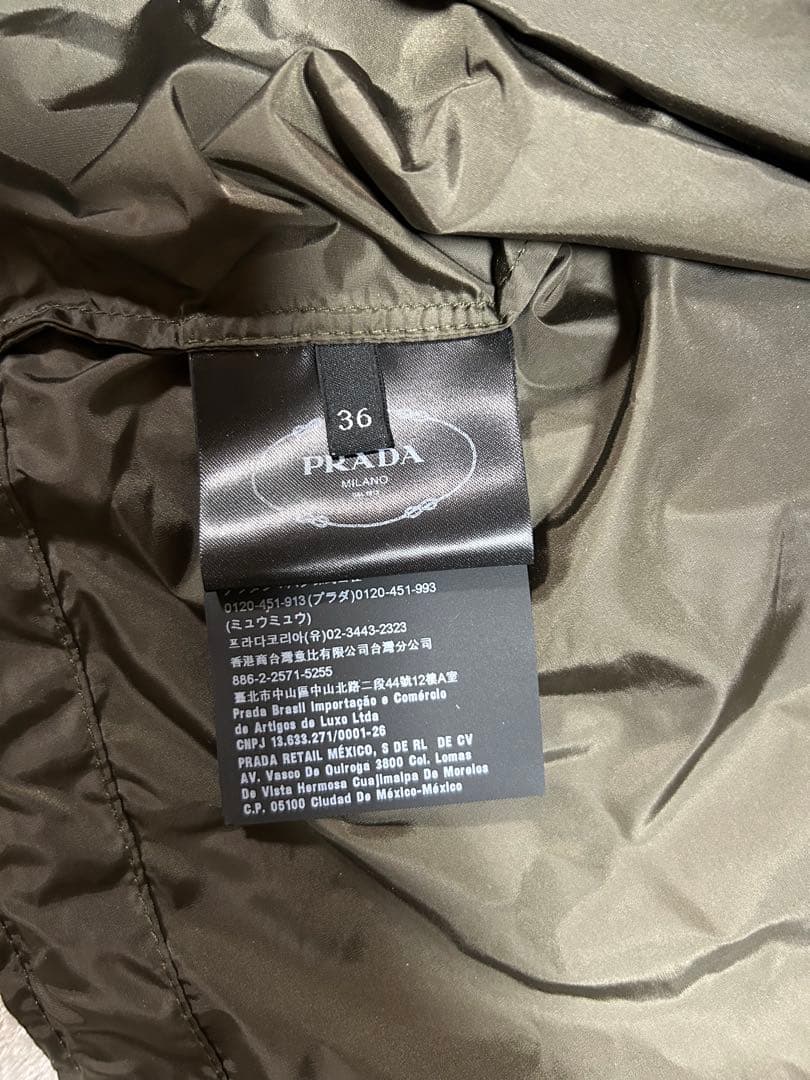 36
PRADA
MILANO
0120-451-913(プラダ)0120-451-993
(ミュウミュウ)
프라다코리아(유)02-3443-2323
香港商台灣意比有限公司台灣分公司
886-2-2571-5255
臺北市中山區中山北路二段44號12樓A室
Prada Brasil Importação e Comércio
de Artigos de Luxo Ltda
CNPJ 13.633.271/0001-26
PRADA RETAIL MÉXICO, S DE RL DE CV
AV. Vasco De Quiroga 3800 Col. Lomas
De Vista Hermosa Cuajimalpa De Morelos
C.P. 05100 Ciudad De México-México